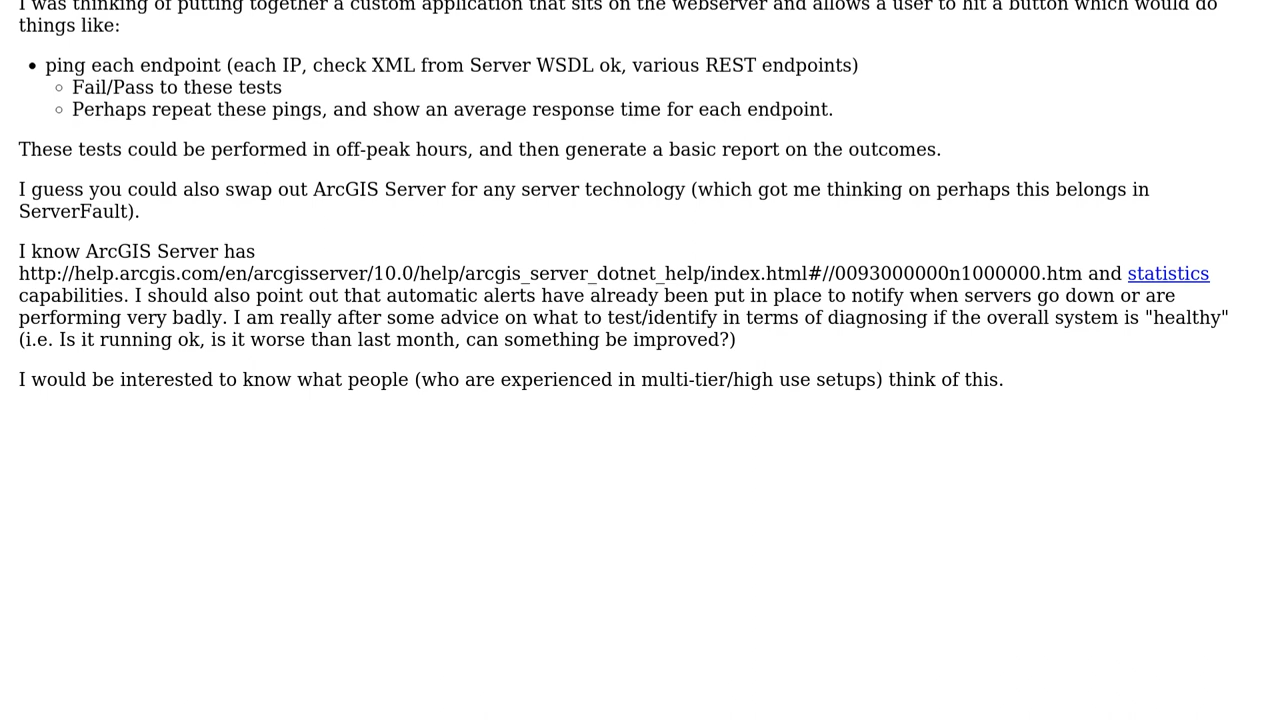 I was thinking of putting together a custom application that sits on the webserver and allows a user to hit a button which would do
things like:
ping each endpoint (each IP, check XML from Server WSDL ok, various REST endpoints)
Fail/Pass to these tests
Perhaps repeat these pings, and show an average response time for each endpoint.
These tests could be performed in off-peak hours, and then generate a basic report on the outcomes.
I guess you could also swap out ArcGIS Server for any server technology (which got me thinking on perhaps this belongs in
ServerFault).
I know ArcGIS Server has
http://help.arcgis.com/en/arcgisserver/10.0/help/arcgis_server_dotnet_help/index.html#//0093000000n1000000.htm and statistics
capabilities. I should also point out that automatic alerts have already been put in place to notify when servers go down or are
performing very badly. I am really after some advice on what to test/identify in terms of diagnosing if the overall system is "healthy"
(i.e. Is it running ok, is it worse than last month, can something be improved?)
I would be interested to know what people (who are experienced in multi-tier/high use setups) think of this.